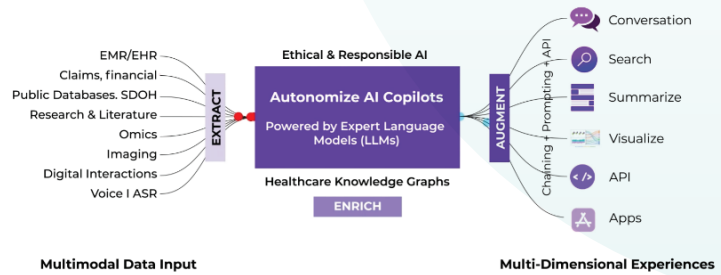 EMR/EHR
Claims, financial
Public Databases. SDOH
Research & Literature
Omics
Imaging
Digital Interactions
Voice I ASR
EXTRACT
Ethical & Responsible AI
Autonomize AI Copilots
Powered by Expert Language
Models (LLMs)
Healthcare Knowledge Graphs
ENRICH
AUGMENT
Chaining + Prompting + API
Conversation
Search
Summarize
Visualize
</>
API
Apps
Multimodal Data Input
Multi-Dimensional Experiences